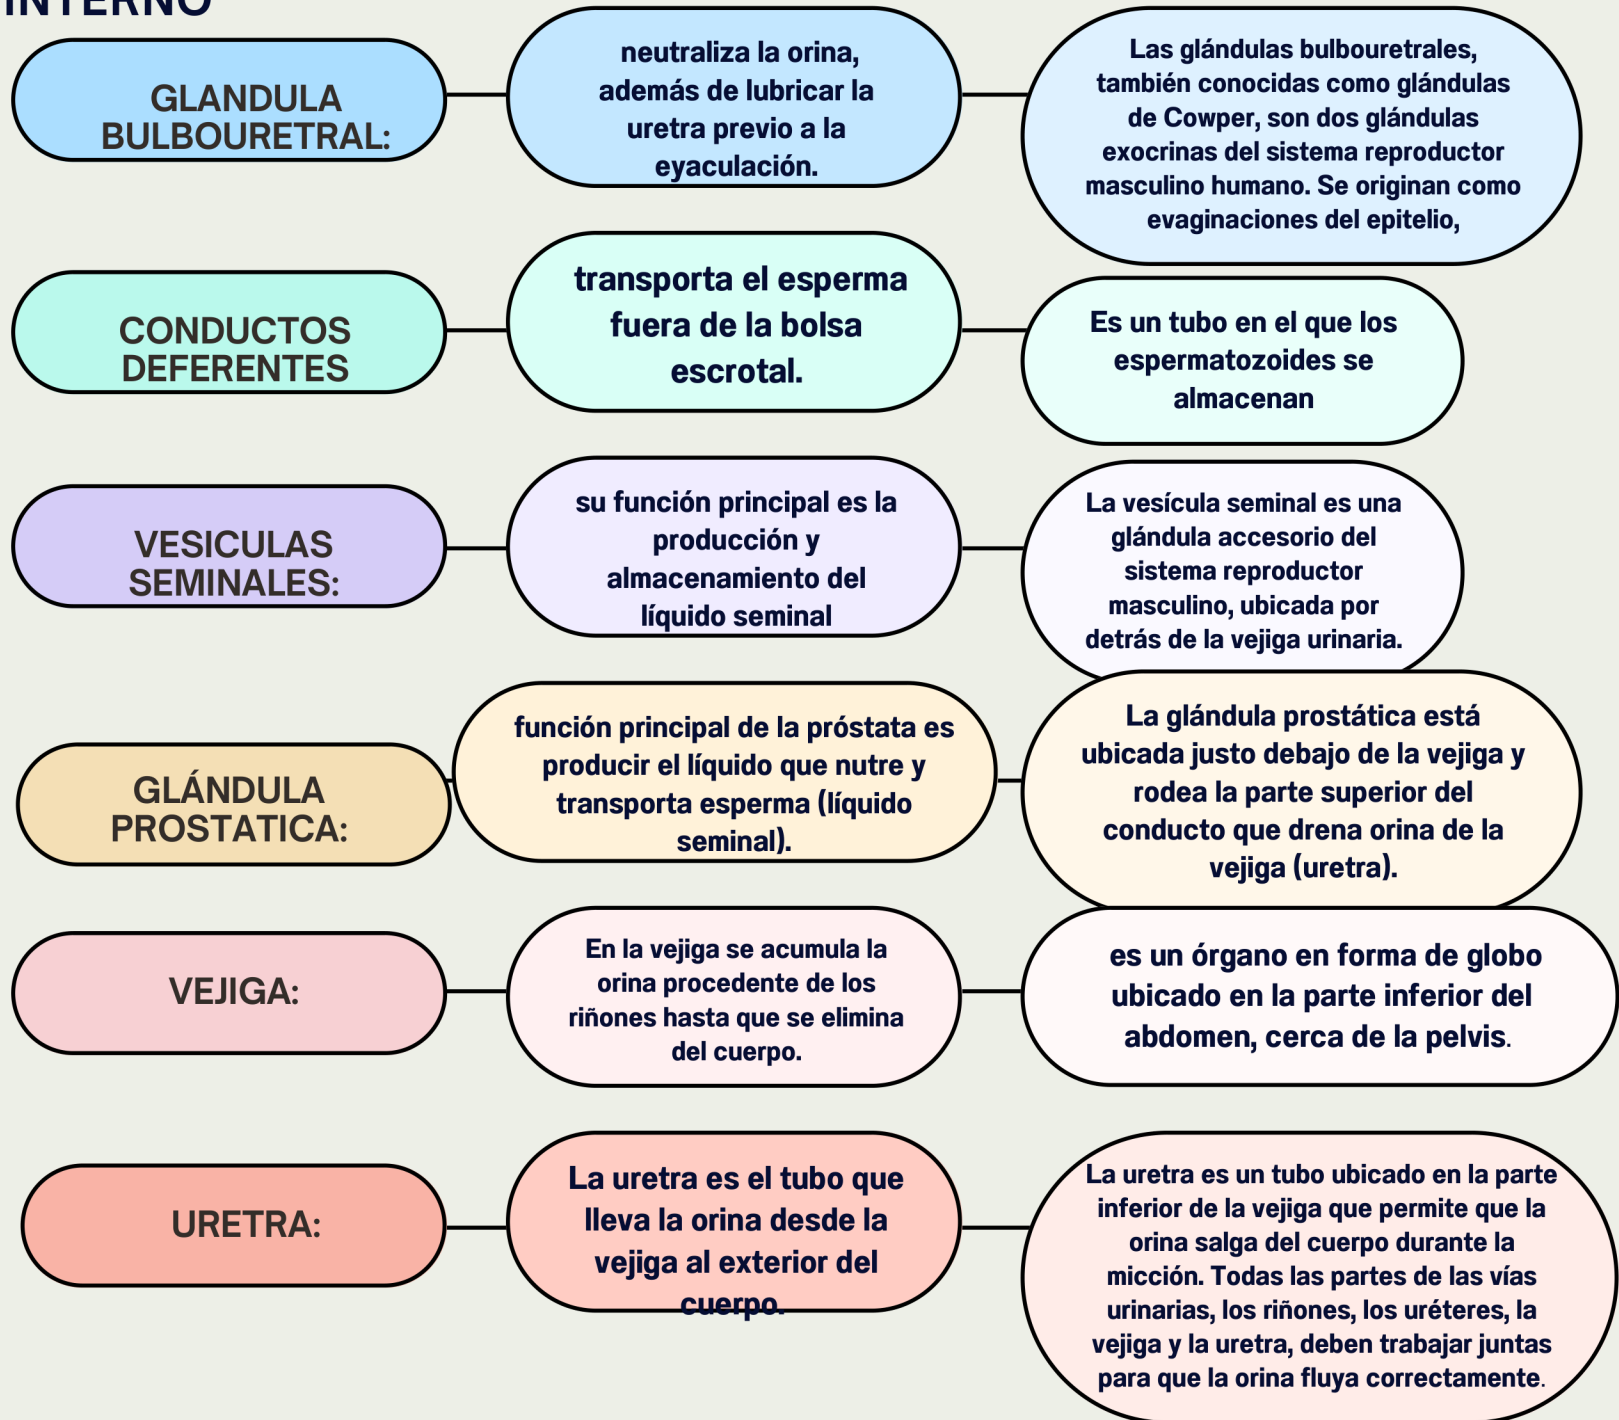 INTERNO
GLANDULA
BULBOURETRAL:
neutraliza la orina,
además de lubricar la
uretra previo a la
eyaculación.
Las glándulas bulbouretrales,
también conocidas como glándulas
de Cowper, son dos glándulas
exocrinas del sistema reproductor
masculino humano. Se originan como
evaginaciones del epitelio,
CONDUCTOS
DEFERENTES
transporta el esperma
fuera de la bolsa
escrotal.
Es un tubo en el que los
espermatozoides se
almacenan
VESICULAS
SEMINALES:
su función principal es la
producción y
almacenamiento del
líquido seminal
La vesícula seminal es una
glándula accesorio del
sistema reproductor
masculino, ubicada por
detrás de la vejiga urinaria.
GLÁNDULA
PROSTATICA:
función principal de la próstata es
producir el líquido que nutre y
transporta esperma (líquido
seminal).
La glándula prostática está
ubicada justo debajo de la vejiga y
rodea la parte superior del
conducto que drena orina de la
vejiga (uretra).
VEJIGA:
En la vejiga se acumula la
orina procedente de los
riñones hasta que se elimina
del cuerpo.
es un órgano en forma de globo
ubicado en la parte inferior del
abdomen, cerca de la pelvis.
URETRA:
La uretra es el tubo que
lleva la orina desde la
vejiga al exterior del
cuerpo.
La uretra es un tubo ubicado en la parte
inferior de la vejiga que permite que la
orina salga del cuerpo durante la
micción. Todas las partes de las vías
urinarias, los riñones, los uréteres, la
vejiga y la uretra, deben trabajar juntas
para que la orina fluya correctamente.